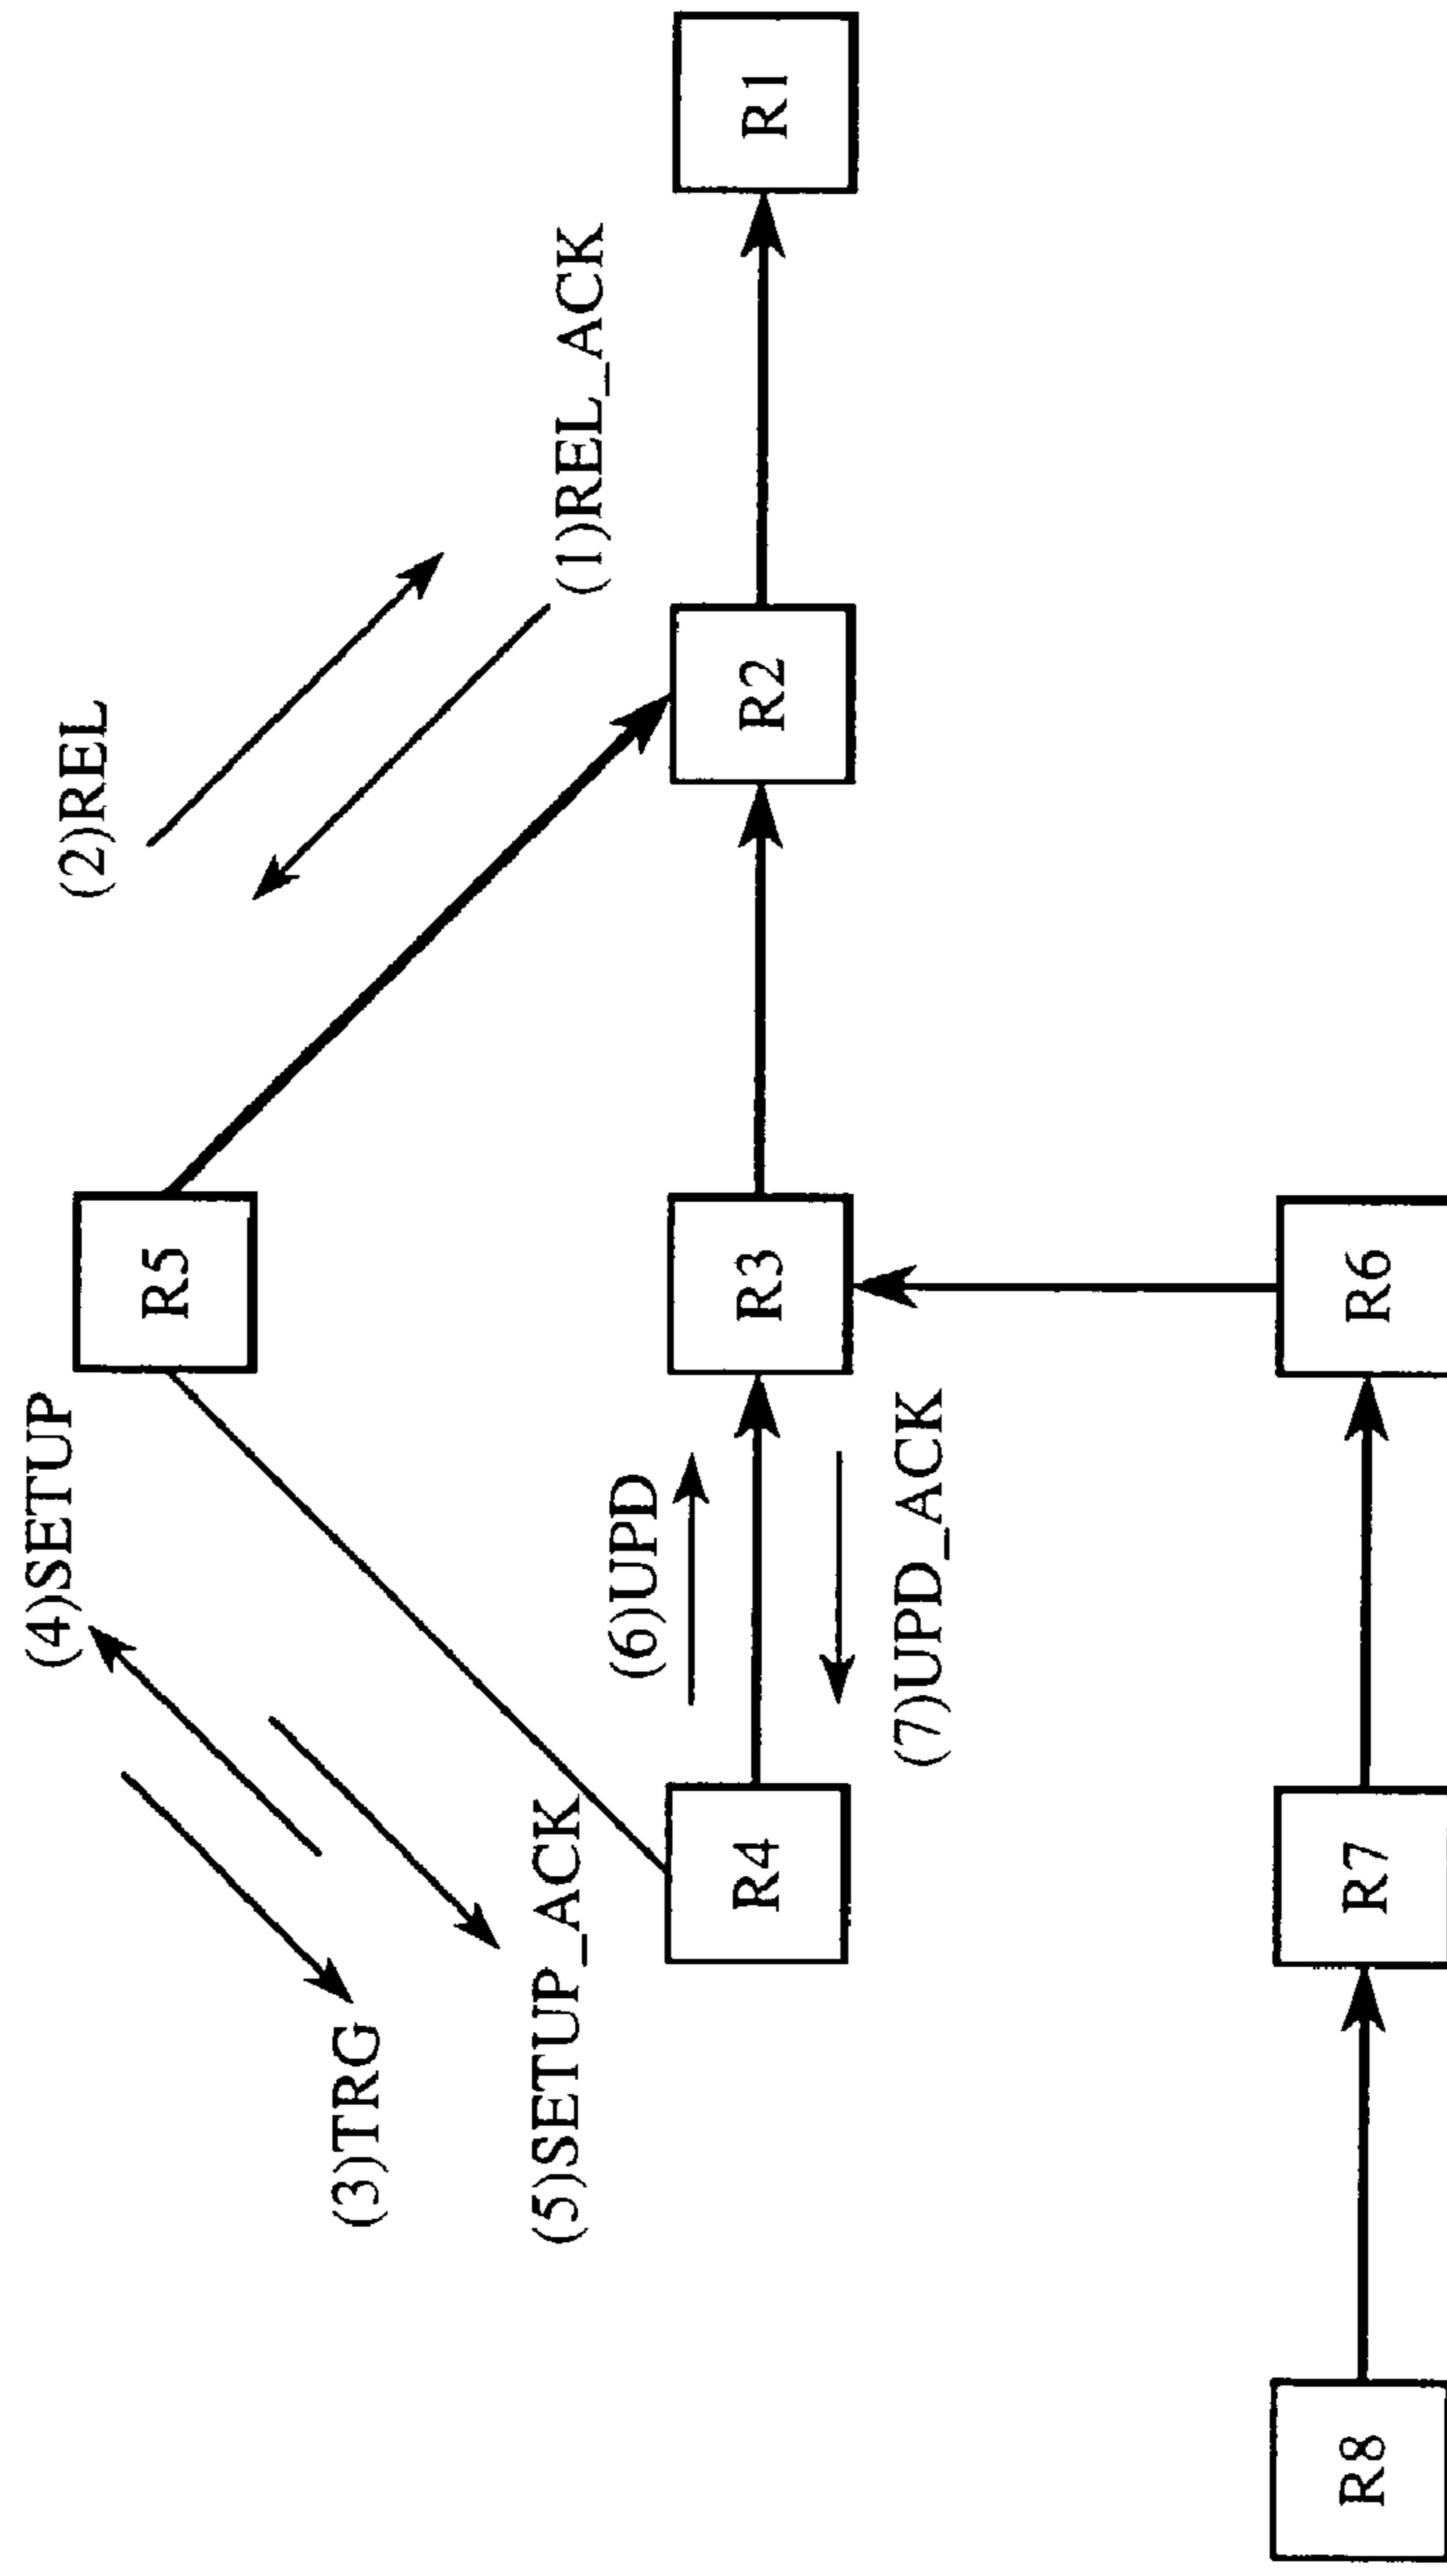 (4)SETUP
(2)REL
R5
(3)TRG
(5)SETUP_ACK
(1)REL_ACK
(6)UPD
R4
R3
R2
R1
(7)UPD_ACK
R8
R7
R6